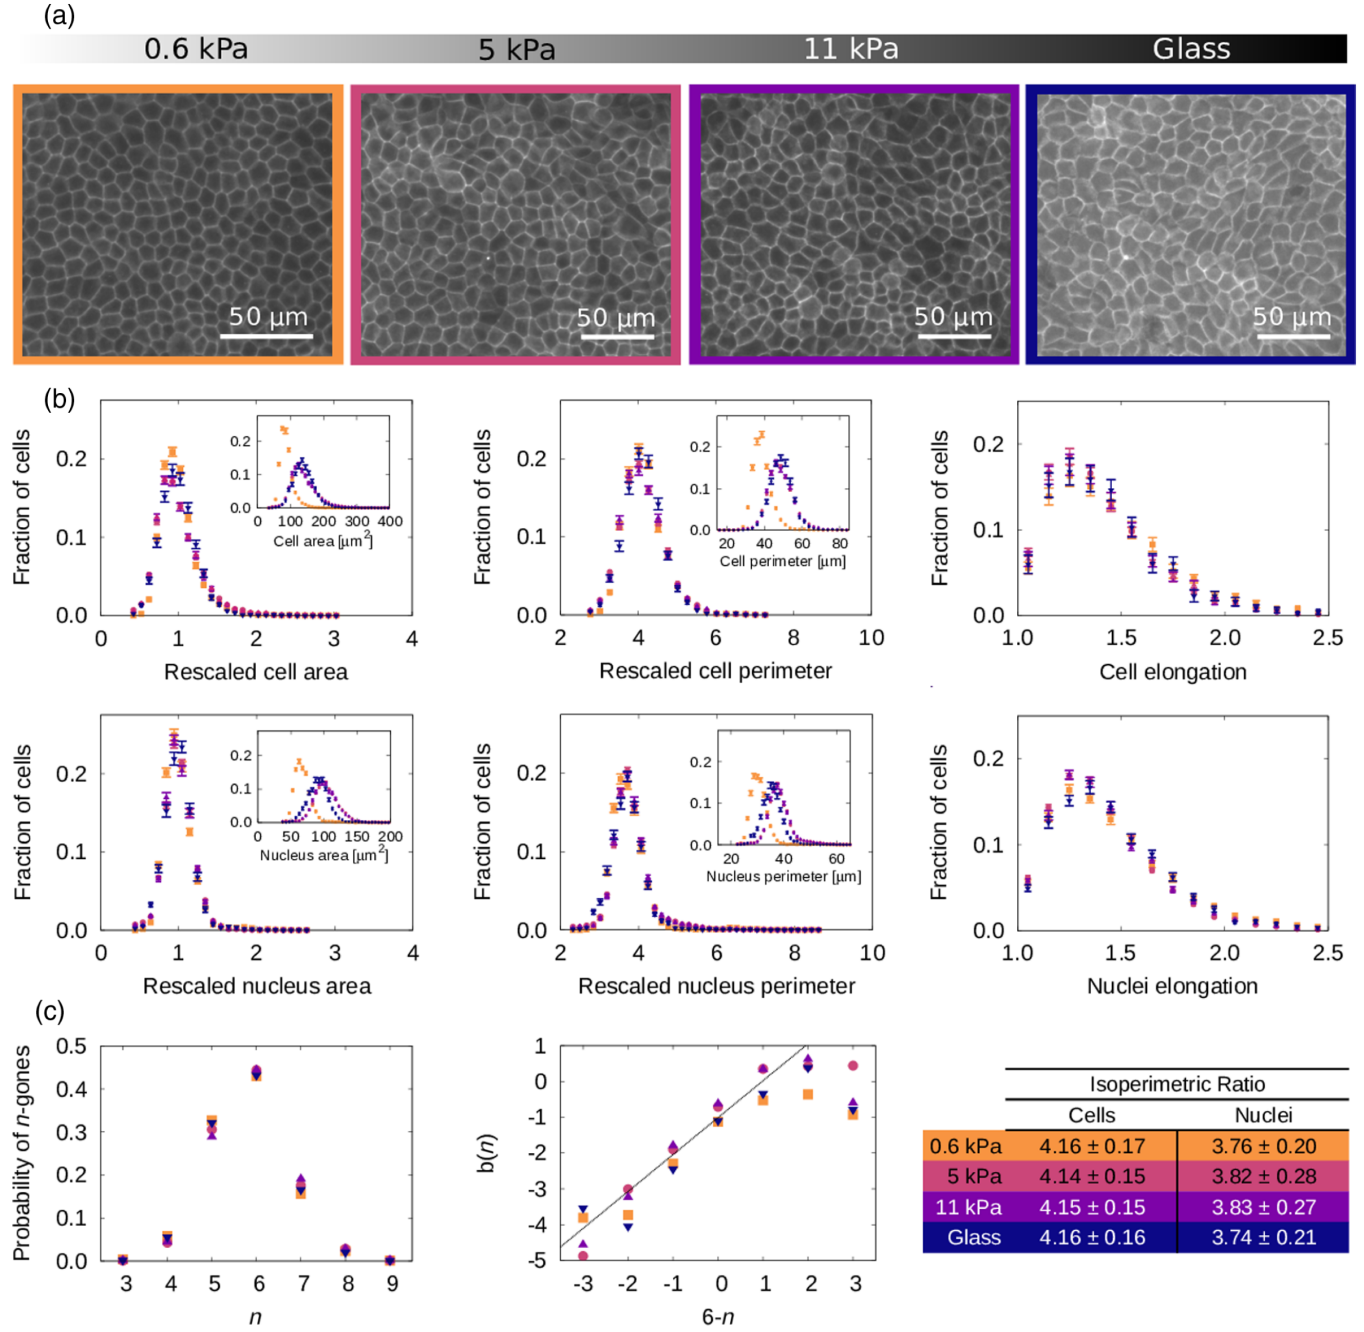 (a)
0.6 kPa 5 kPa 11 kPa Glass
50 µm 50 µm 50 µm 50 µm
(b)
Fraction of cells
0.2
0.1
0.0
0 1 2 3 4
Rescaled cell area
0.2
0.1
0.0
0 100 200 300 400
Cell area [µm2]
Fraction of cells
0.2
0.1
0.0
2 4 6 8 10
Rescaled cell perimeter
0.2
0.1
0.0
20 40 60 80
Cell perimeter [µm]
Fraction of cells
0.2
0.1
0.0
1.0 1.5 2.0 2.5
Cell elongation
Fraction of cells
0.2
0.1
0.0
0 1 2 3 4
Rescaled nucleus area
0.2
0.1
0.0
0 50 100 150 200
Nucleus area [µm2]
Fraction of cells
0.2
0.1
0.0
2 4 6 8 10
Rescaled nucleus perimeter
0.2
0.1
0.0
20 40 60
Nucleus perimeter [µm]
Fraction of cells
0.2
0.1
0.0
1.0 1.5 2.0 2.5
Nuclei elongation
(c)
Probability of n-gones
0.5
0.4
0.3
0.2
0.1
0.0
3 4 5 6 7 8 9
n
b(n)
1
0
-1
-2
-3
-4
-5
-3 -2 -1 0 1 2 3
6-n
Isoperimetric Ratio
Cells Nuclei
0.6 kPa 4.16 ± 0.17 3.76 ± 0.20
5 kPa 4.14 ± 0.15 3.82 ± 0.28
11 kPa 4.15 ± 0.15 3.83 ± 0.27
Glass 4.16 ± 0.16 3.74 ± 0.21